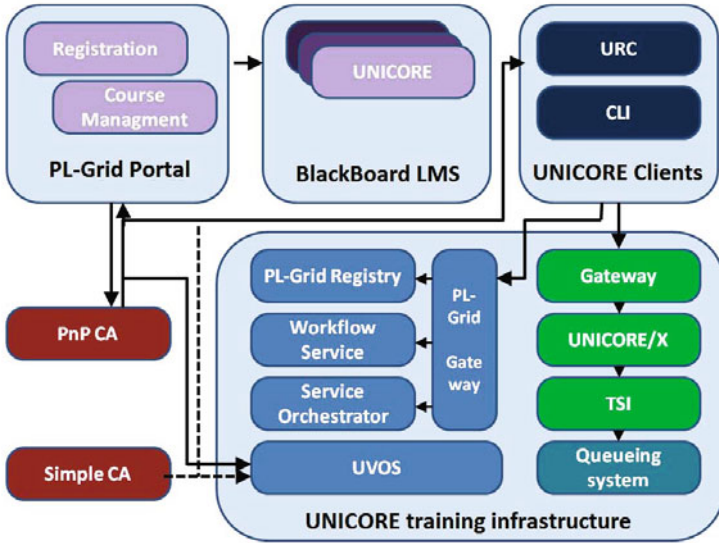 Registration
Course
Managment
PL-Grid Portal
UNICORE
BlackBoard LMS
URC
CLI
UNICORE Clients
PL-Grid Registry
Workflow
Service
Service
Orchestrator
UVOS
PL-
Grid
Gate
way
Gateway
UNICORE/X
TSI
Queueing
system
UNICORE training infrastructure
PnP CA
Simple CA